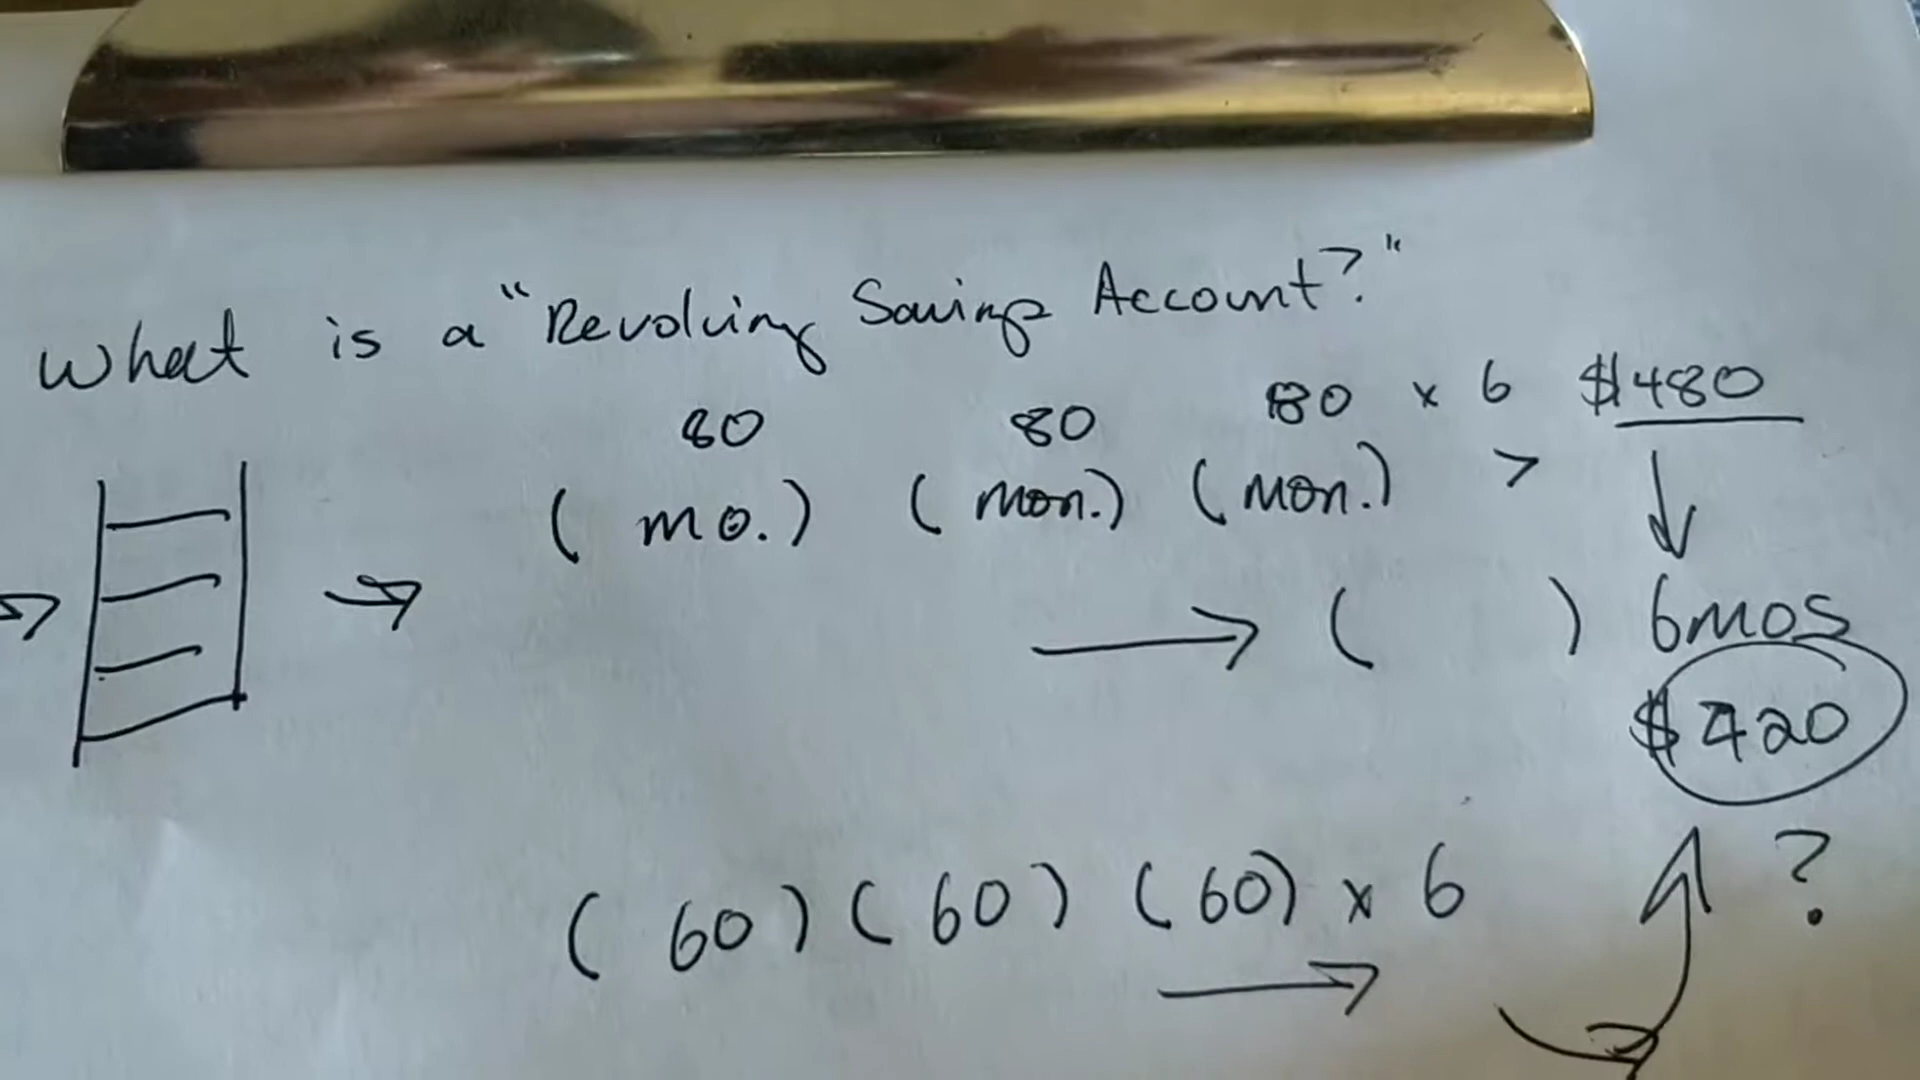 What is a "Revolving Savings Account?"
80 80 80 x 6 $480
( mo. ) ( mon. ) ( mon. ) >
( ) 6mos
$420
( 60 ) ( 60 ) ( 60 ) x 6 ?